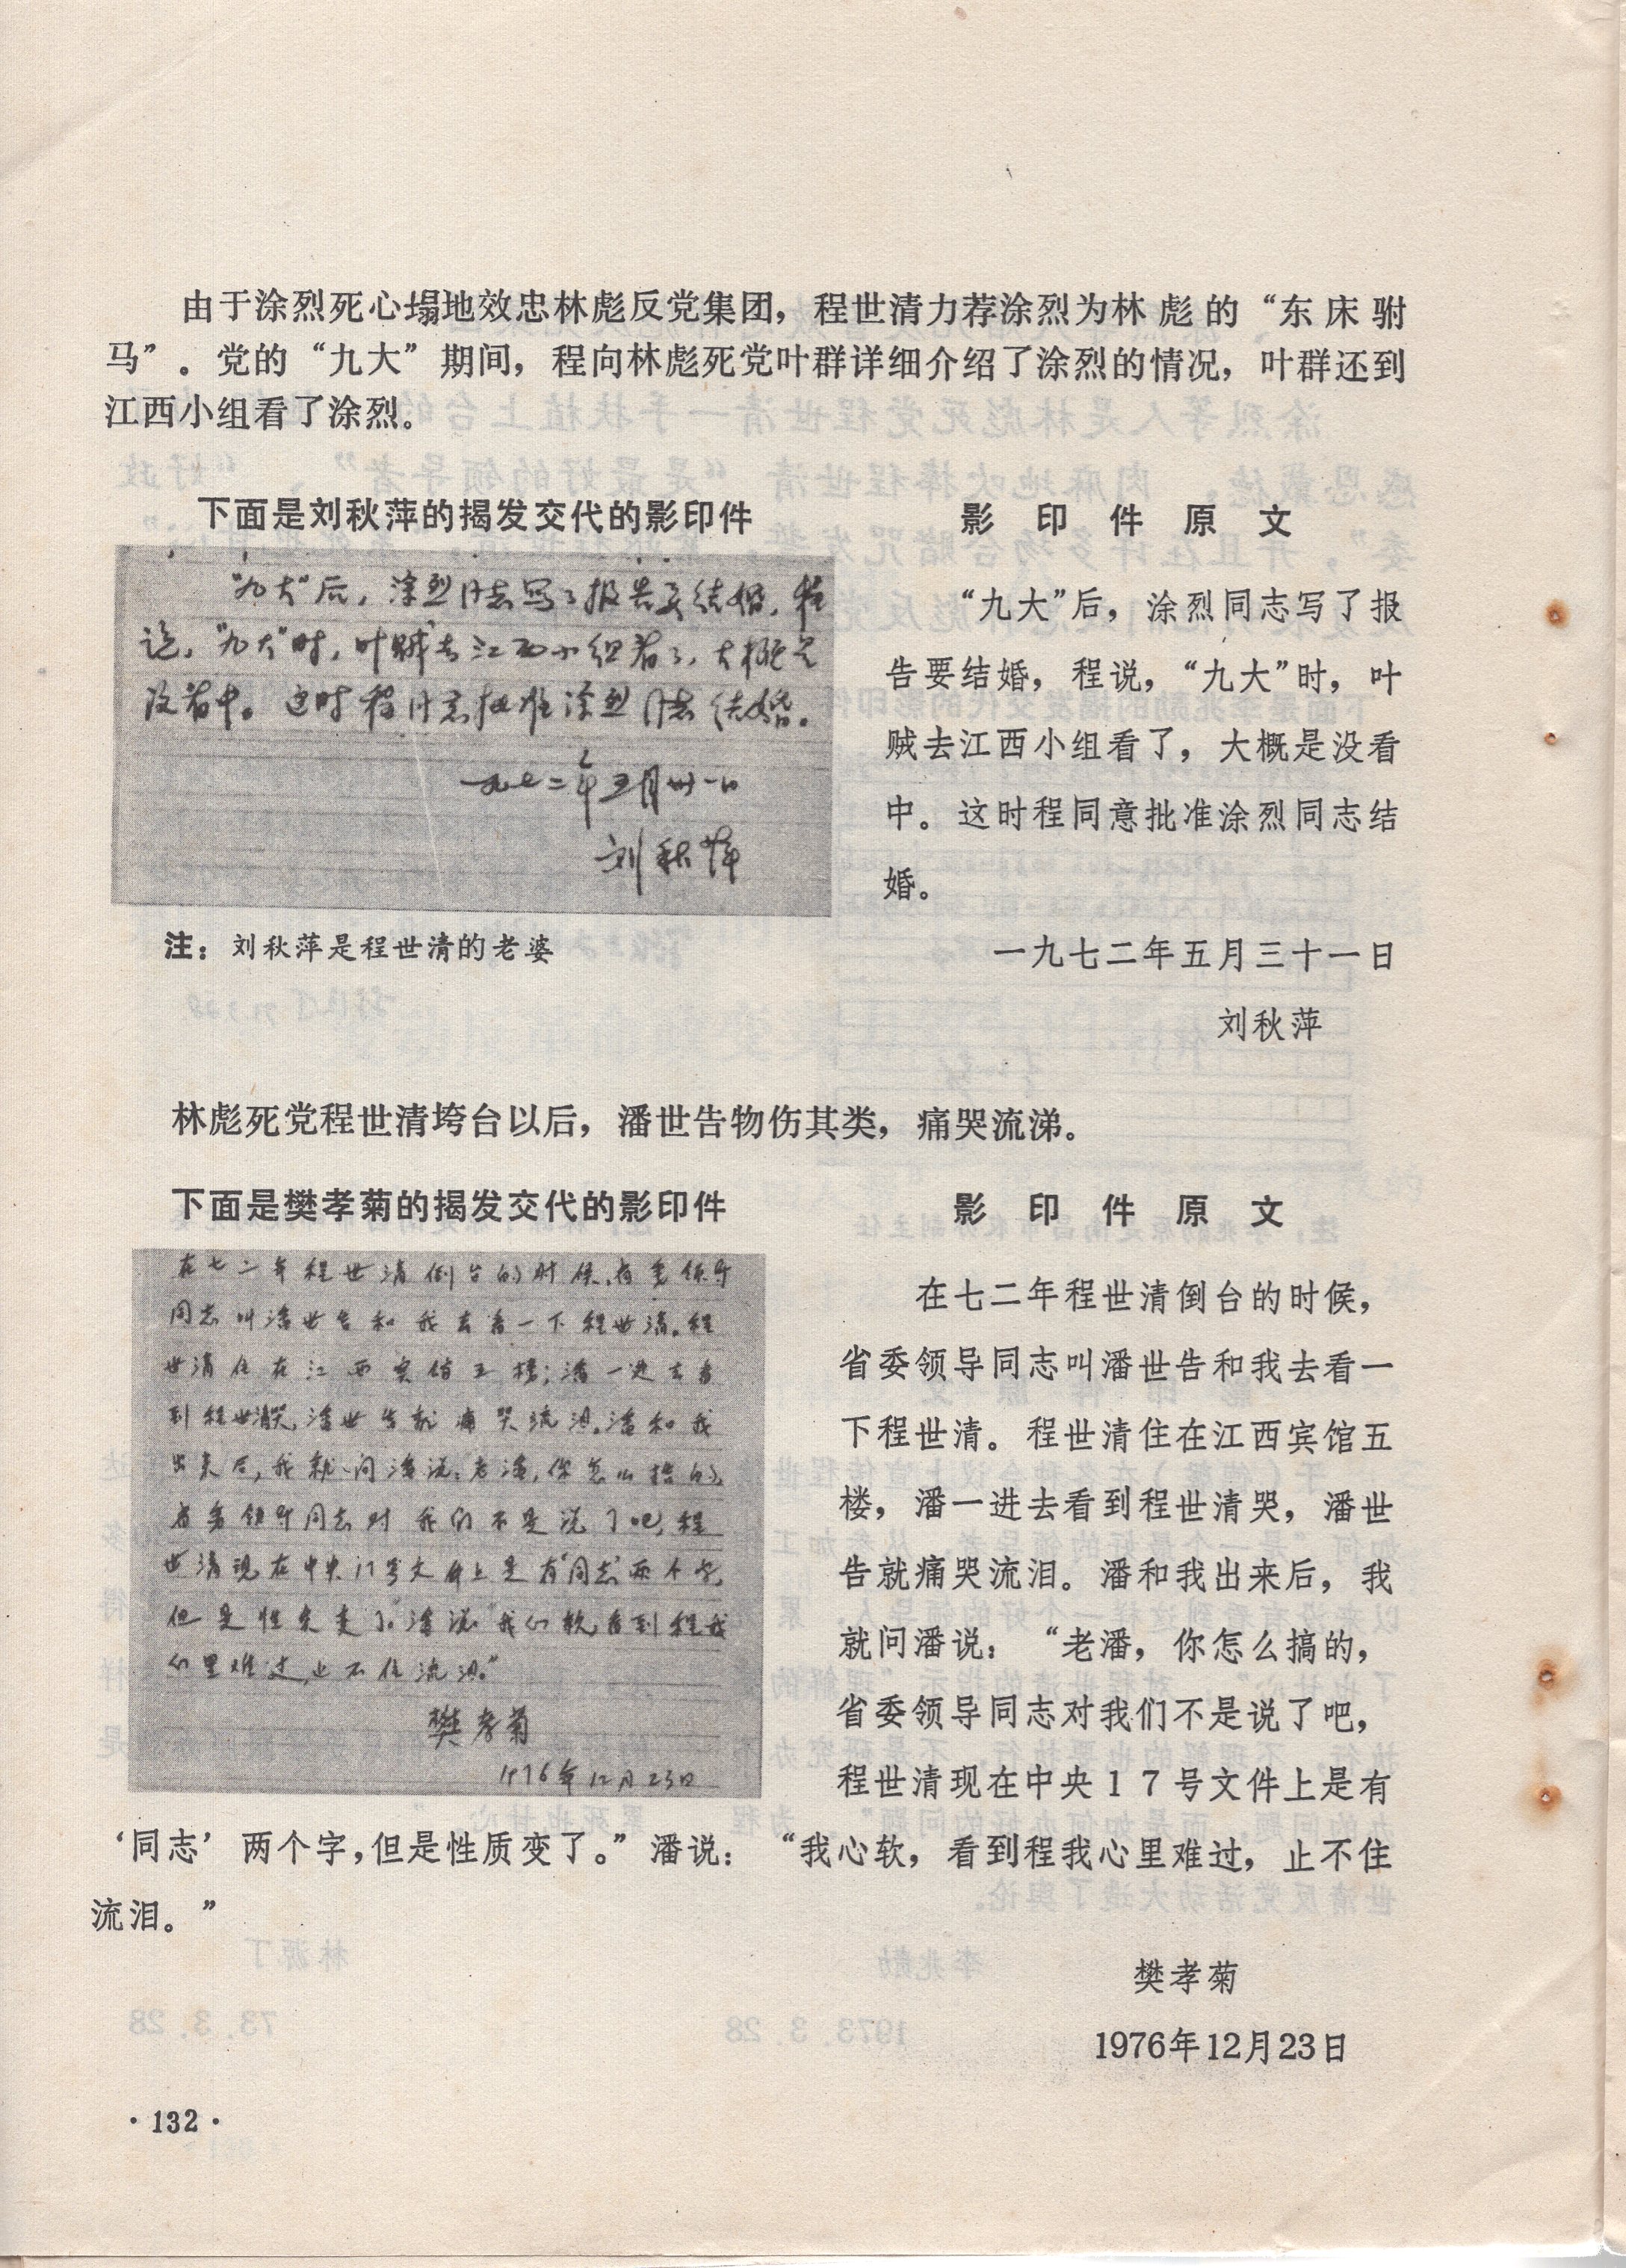 由于涂烈死心塌地效忠林彪反党集团，程世清力荐涂烈为林彪的“东床驸
马”。党的“九大”期间，程向林彪死党叶群详细介绍了涂烈的情况，叶群还到
江西小组看了涂烈。
下面是刘秋萍的揭发交代的影印件
“九大”后，涂烈同志写了报告要结婚，程
说，“九大”时，叶贼去江西小组看了，大概是
没看中。这时程同意批准涂烈同志结婚。
一九七二年五月卅一日
刘秋萍
注：刘秋萍是程世清的老婆
影印件原文
“九大”后，涂烈同志写了报
告要结婚，程说，“九大”时，叶
贼去江西小组看了，大概是没看
中。这时程同意批准涂烈同志结
婚。
一九七二年五月三十一日
刘秋萍
林彪死党程世清垮台以后，潘世告物伤其类，痛哭流涕。
下面是樊孝菊的揭发交代的影印件
在七二年程世清倒台的时候，省委领导
同志叫潘世告和我去看一下程世清。程
世清住在江西宾馆五楼；潘一进去看
到程世清哭，潘世告就痛哭流泪。潘和我
出来后，我就问潘说：老潘，你怎么搞的，
省委领导同志对我们不是说了吧，程
世清现在中央17号文件上是有‘同志’两个字，
但是性质变了。”潘说“我心软，看到程我
心里难过，止不住流泪。”
樊孝菊
1976年12月23日
影印件原文
在七二年程世清倒台的时候，
省委领导同志叫潘世告和我去看一
下程世清。程世清住在江西宾馆五
楼，潘一进去看到程世清哭，潘世
告就痛哭流泪。潘和我出来后，我
就问潘说：“老潘，你怎么搞的，
省委领导同志对我们不是说了吧，
程世清现在中央17号文件上是有
‘同志’两个字，但是性质变了。”潘说：“我心软，看到程我心里难过，止不住
流泪。”
樊孝菊
1976年12月23日
·132·